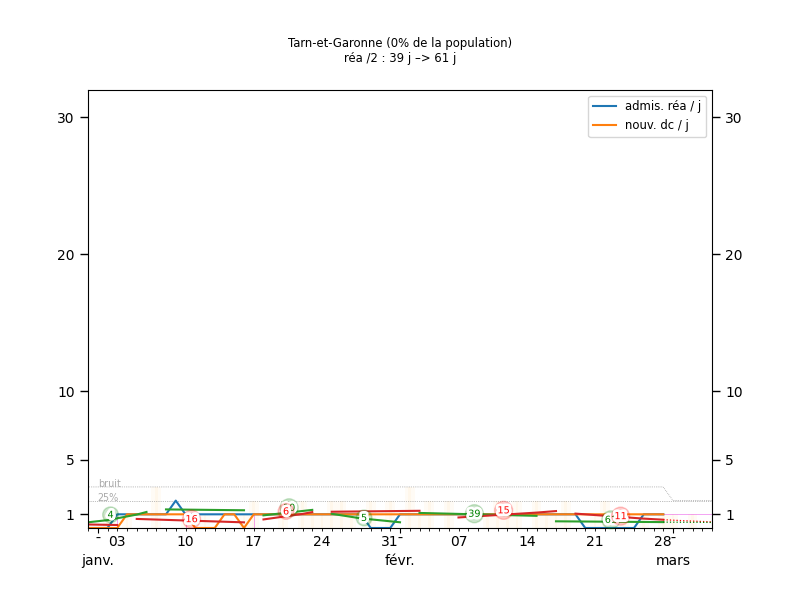 Tarn-et-Garonne (0% de la population)
réa /2 : 39 j –> 61 j
admis. réa / j
nouv. dc / j
30 30
20 20
10 10
5 5
1 1
bruit
25%
4 16 6 5 39 15 11
03 10 17 24 31 07 14 21 28
janv. févr. mars